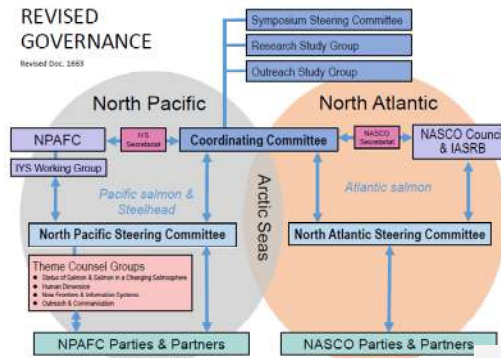 REVISED
GOVERNANCE
Revised Doc. 1663
Symposium Steering Committee
Research Study Group
Outreach Study Group
North Pacific
North Atlantic
NPAFC
IYS
Secretariat
Coordinating Committee
NASCO
Secretariat
NASCO Council
& IASRB
IYS Working Group
Pacific salmon &
Steelhead
Arctic Seas
Atlantic salmon
North Pacific Steering Committee
North Atlantic Steering Committee
Theme Counsel Groups
Status of Salmon & Salmon in a Changing Salmosphere
Human Dimension
New Frontiers & Information Systems
Outreach & Communication
NPAFC Parties & Partners
NASCO Parties & Partners